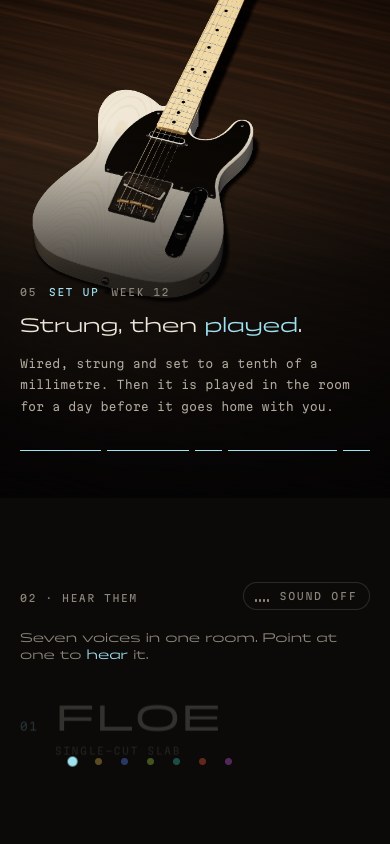 05 SET UP WEEK 12
Strung, then played.
Wired, strung and set to a tenth of a
millimetre. Then it is played in the room
for a day before it goes home with you.
02 · HEAR THEM
SOUND OFF
Seven voices in one room. Point at
one to hear it.
01 FLOE
SINGLE-CUT SLAB